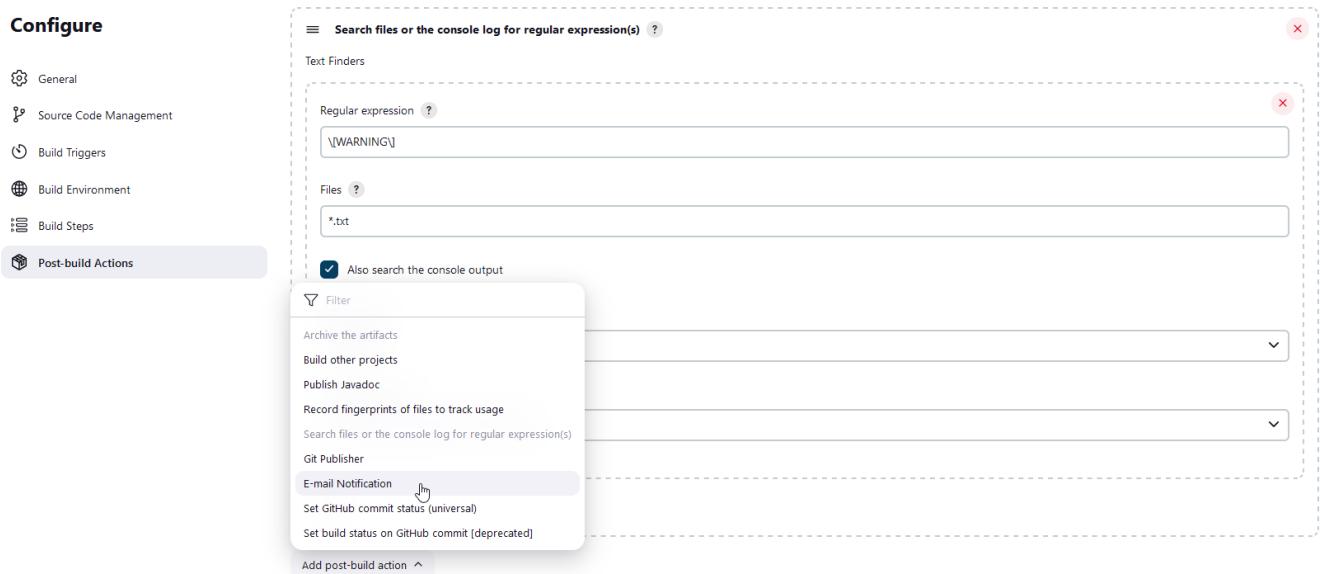 Configure
General
Source Code Management
Build Triggers
Build Environment
Build Steps
Post-build Actions
Search files or the console log for regular expression(s) ?
Text Finders
Regular expression ?
\[WARNING\]
Files ?
*.txt
Also search the console output
Filter
Archive the artifacts
Build other projects
Publish Javadoc
Record fingerprints of files to track usage
Search files or the console log for regular expression(s)
Git Publisher
E-mail Notification
Set GitHub commit status (universal)
Set build status on GitHub commit [deprecated]
Add post-build action